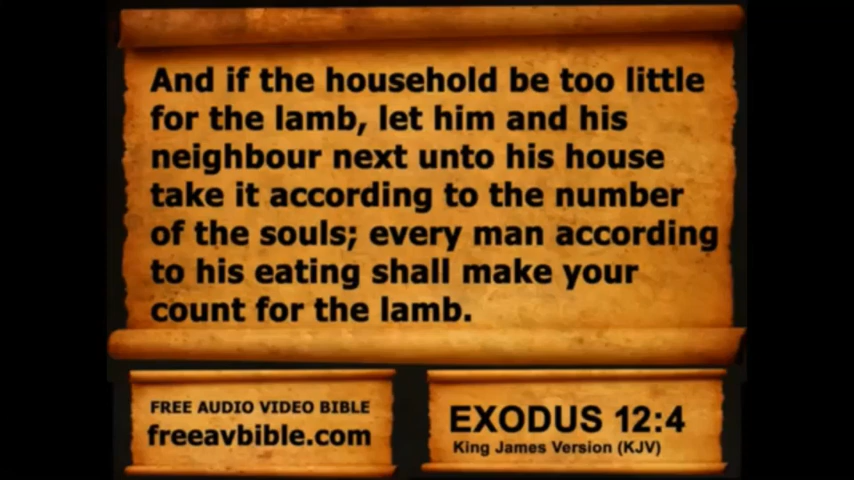 And if the household be too little
for the lamb, let him and his
neighbour next unto his house
take it according to the number
of the souls; every man according
to his eating shall make your
count for the lamb.
FREE AUDIO VIDEO BIBLE
freeavbible.com
EXODUS 12:4
King James Version (KJV)